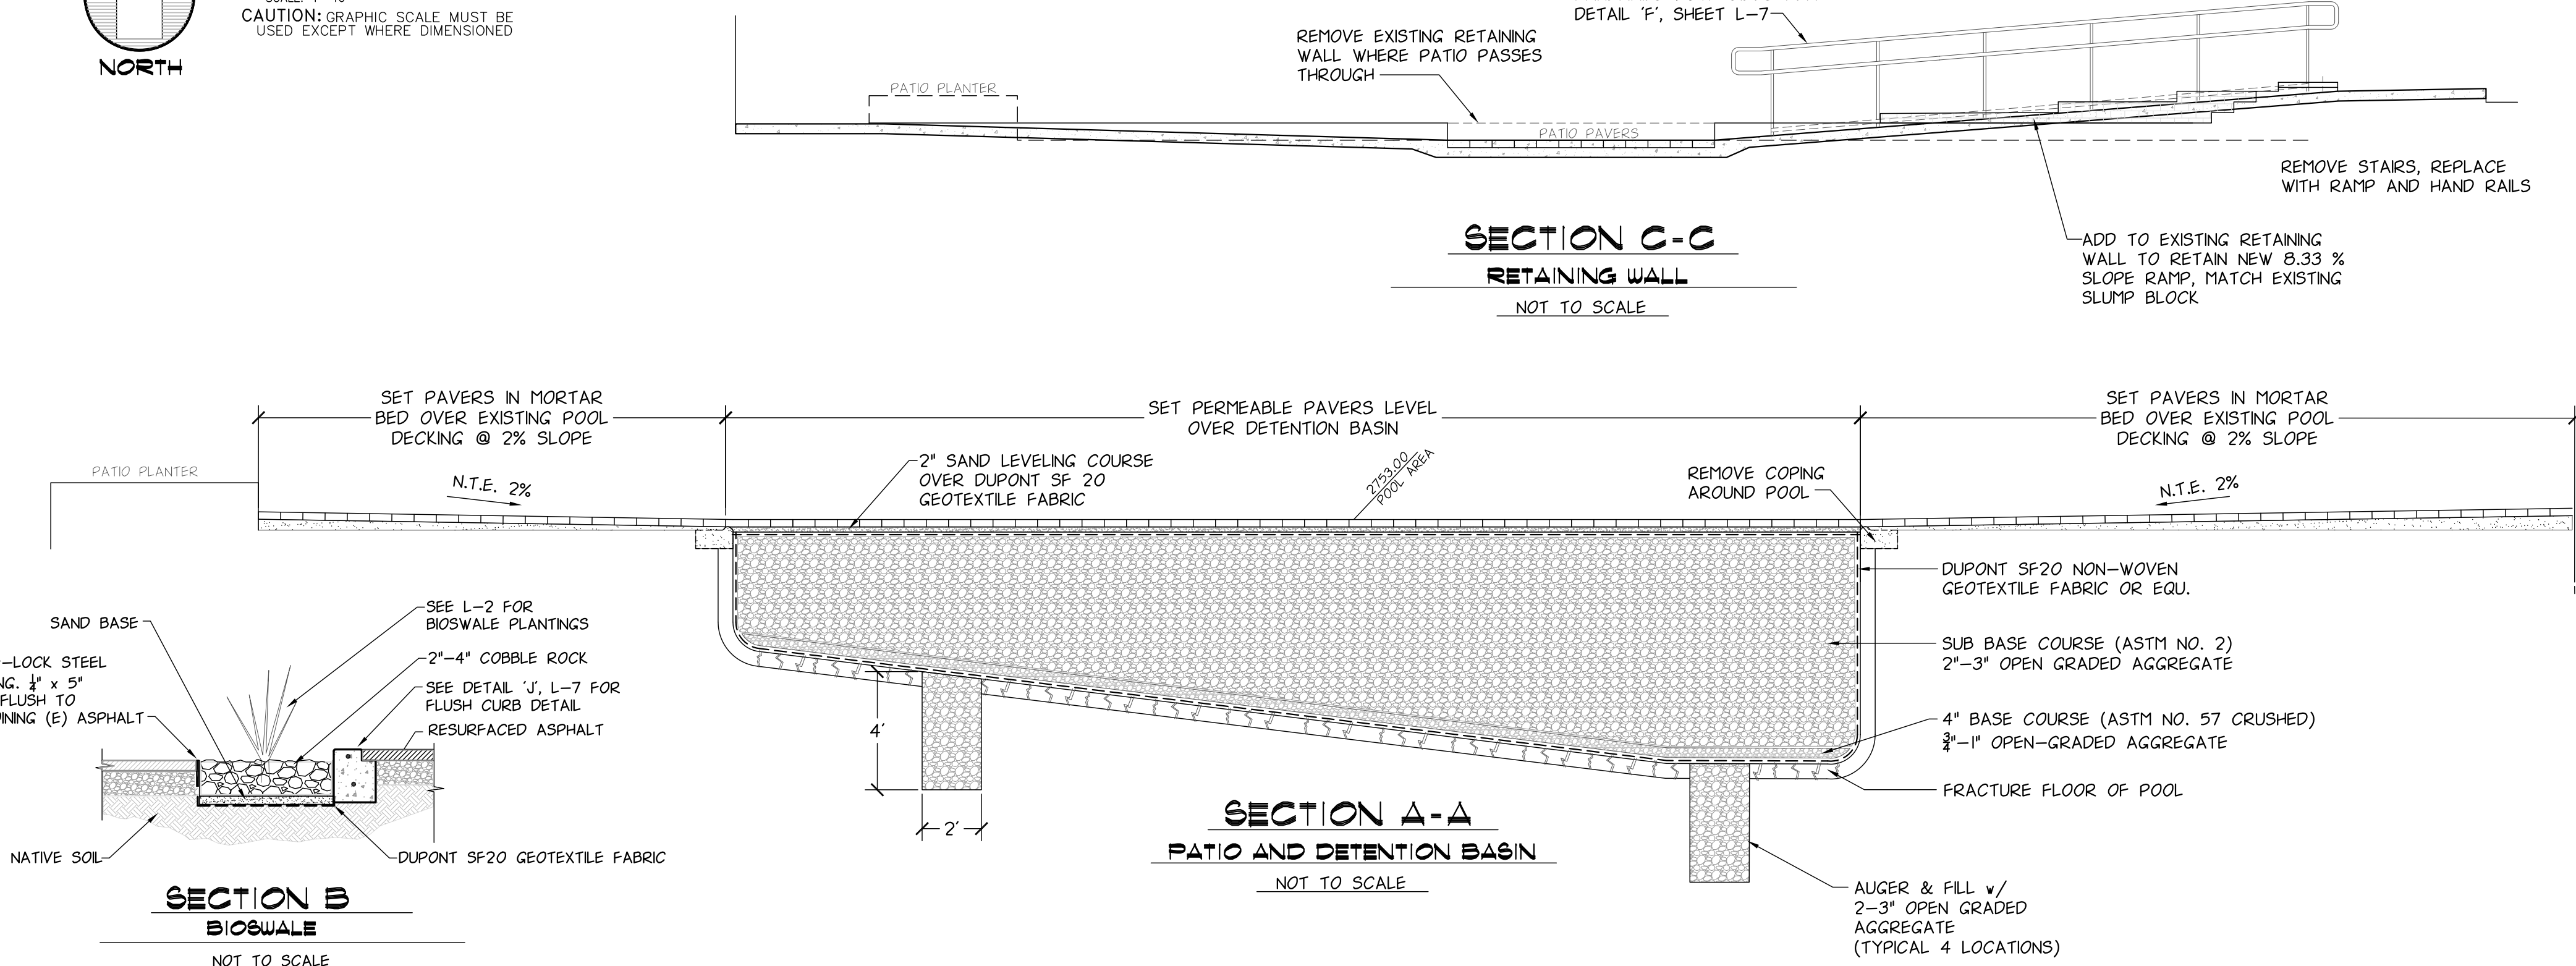 CAUTION: GRAPHIC SCALE MUST BE
USED EXCEPT WHERE DIMENSIONED
NORTH
DETAIL 'F', SHEET L-7
REMOVE EXISTING RETAINING
WALL WHERE PATIO PASSES
THROUGH
PATIO PLANTER
PATIO PAVERS
REMOVE STAIRS, REPLACE
WITH RAMP AND HAND RAILS
ADD TO EXISTING RETAINING
WALL TO RETAIN NEW 8.33 %
SLOPE RAMP, MATCH EXISTING
SLUMP BLOCK
SECTION C-C
RETAINING WALL
NOT TO SCALE
SET PAVERS IN MORTAR
BED OVER EXISTING POOL
DECKING @ 2% SLOPE
SET PERMEABLE PAVERS LEVEL
OVER DETENTION BASIN
SET PAVERS IN MORTAR
BED OVER EXISTING POOL
DECKING @ 2% SLOPE
PATIO PLANTER
N.T.E. 2%
2" SAND LEVELING COURSE
OVER DUPONT SF 20
GEOTEXTILE FABRIC
2753.00
POOL AREA
REMOVE COPING
AROUND POOL
N.T.E. 2%
DUPONT SF20 NON-WOVEN
GEOTEXTILE FABRIC OR EQU.
SUB BASE COURSE (ASTM NO. 2)
2"-3" OPEN GRADED AGGREGATE
4" BASE COURSE (ASTM NO. 57 CRUSHED)
3/4"-1" OPEN-GRADED AGGREGATE
FRACTURE FLOOR OF POOL
4'
2'
AUGER & FILL w/
2-3" OPEN GRADED
AGGREGATE
(TYPICAL 4 LOCATIONS)
SECTION A-A
PATIO AND DETENTION BASIN
NOT TO SCALE
SAND BASE
SEE L-2 FOR
BIOSWALE PLANTINGS
-LOCK STEEL
NG. 1/4" x 5"
FLUSH TO
INING (E) ASPHALT
2"-4" COBBLE ROCK
SEE DETAIL 'J', L-7 FOR
FLUSH CURB DETAIL
RESURFACED ASPHALT
NATIVE SOIL
DUPONT SF20 GEOTEXTILE FABRIC
SECTION B
BIOSWALE
NOT TO SCALE